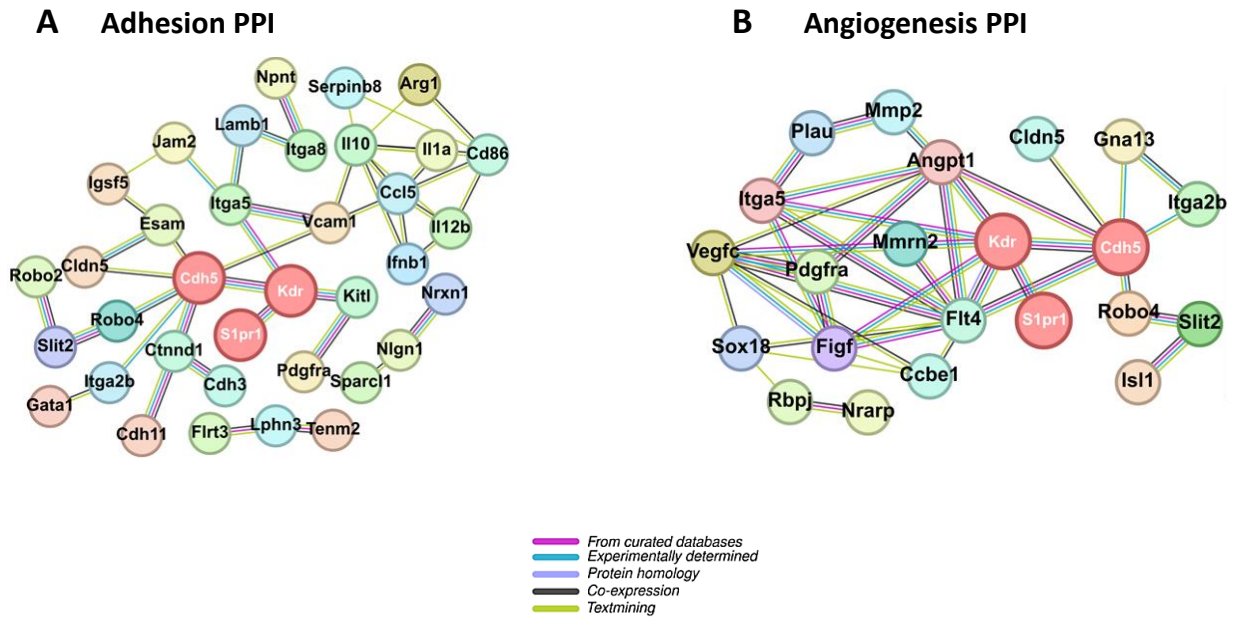 A Adhesion PPI
B Angiogenesis PPI
Npnt
Serpinb8
Arg1
Lamb1
Jam2
Itga8
Il10
Il1a
Cd86
Igsf5
Itga5
Ccl5
Esam
Vcam1
Il12b
Robo2
Cldn5
Cdh5
Ifnb1
Kdr
Kitl
Nrxn1
Robo4
S1pr1
Slit2
Ctnnd1
Nlgn1
Itga2b
Cdh3
Pdgfra
Sparcl1
Gata1
Cdh11
Flrt3
Lphn3
Tenm2
Mmp2
Plau
Cldn5
Gna13
Angpt1
Itga5
Itga2b
Vegfc
Mmrn2
Kdr
Cdh5
Pdgfra
Flt4
S1pr1
Robo4
Slit2
Sox18
Figf
Ccbe1
Isl1
Rbpj
Nrarp
From curated databases
Experimentally determined
Protein homology
Co-expression
Textmining